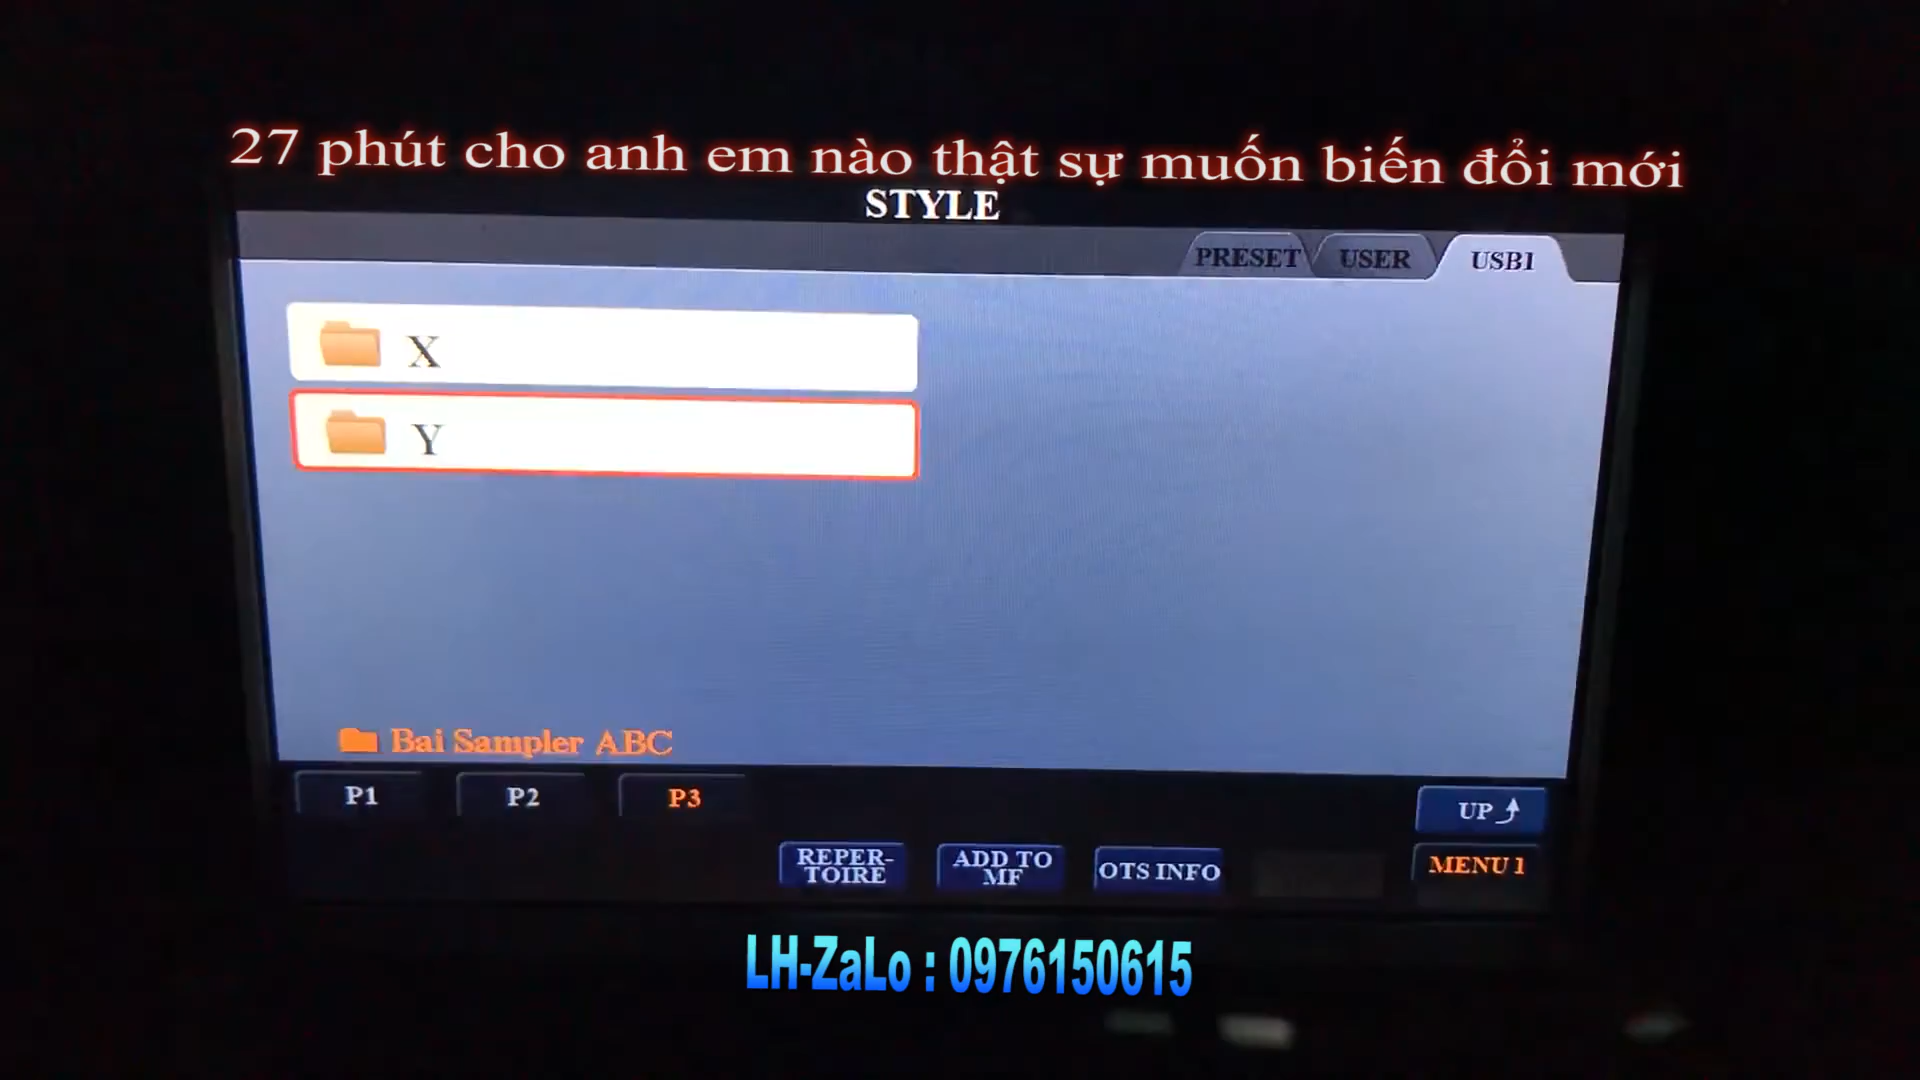 27 phút cho anh em nào thật sự muốn biến đổi mới
STYLE
PRESET USER USB1
X
Y
Bai Sampler ABC
P1 P2 P3
UP
REPER-
TOIRE
ADD TO
MF
OTS INFO
MENU 1
LH-ZaLo : 0976150615